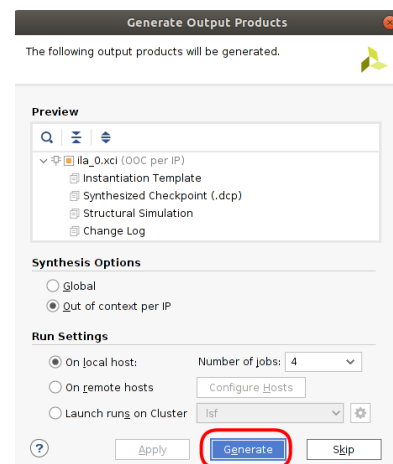 Generate Output Products
The following output products will be generated.
Preview
ila_0.xci (OOC per IP)
Instantiation Template
Synthesized Checkpoint (.dcp)
Structural Simulation
Change Log
Synthesis Options
Global
Out of context per IP
Run Settings
On local host: Number of jobs: 4
On remote hosts Configure Hosts
Launch runs on Cluster lsf
? Apply Generate Skip